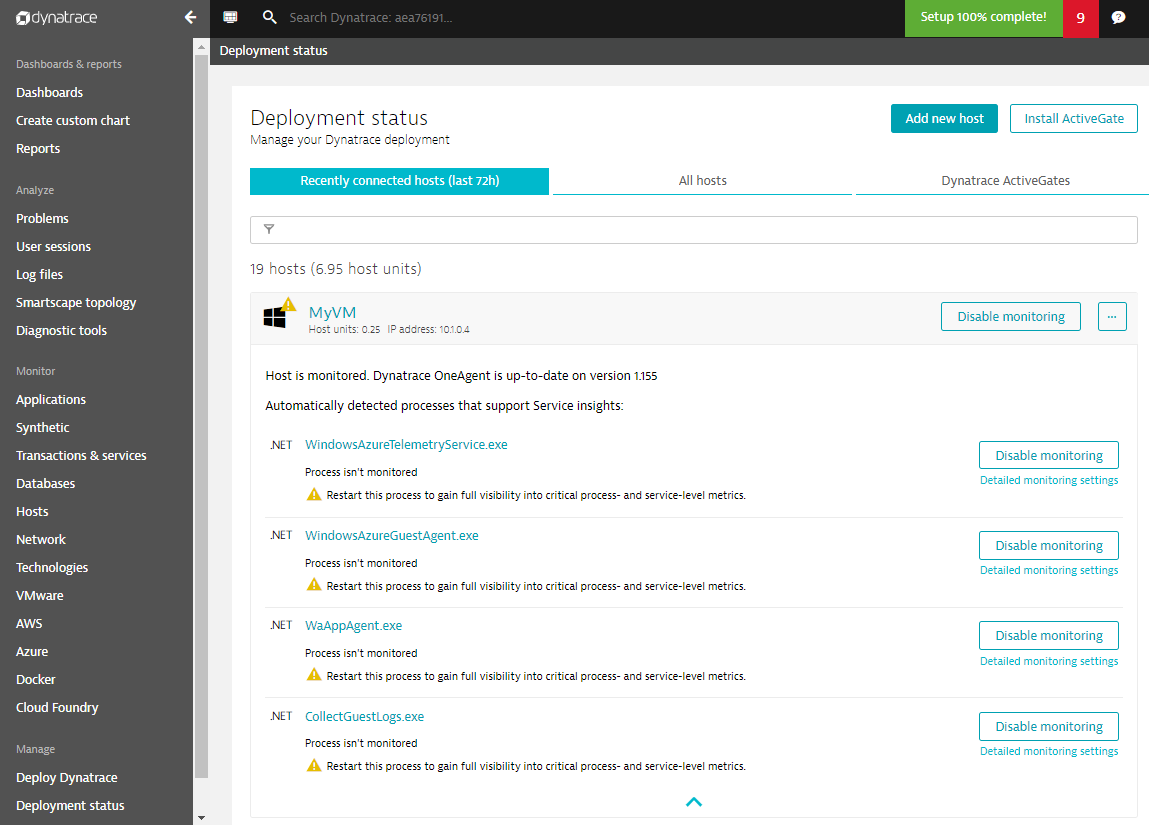 dynatrace
Search Dynatrace: aea76191...
Setup 100% complete!
9
?
Deployment status
Dashboards & reports
Dashboards
Create custom chart
Reports
Analyze
Problems
User sessions
Log files
Smartscape topology
Diagnostic tools
Monitor
Applications
Synthetic
Transactions & services
Databases
Hosts
Network
Technologies
VMware
AWS
Azure
Docker
Cloud Foundry
Manage
Deploy Dynatrace
Deployment status
Deployment status
Manage your Dynatrace deployment
Add new host
Install ActiveGate
Recently connected hosts (last 72h)
All hosts
Dynatrace ActiveGates
19 hosts (6.95 host units)
MyVM
Host units: 0.25 IP address: 10.1.0.4
Disable monitoring
...
Host is monitored. Dynatrace OneAgent is up-to-date on version 1.155
Automatically detected processes that support Service insights:
.NET WindowsAzureTelemetryService.exe
Process isn't monitored
Restart this process to gain full visibility into critical process- and service-level metrics.
Disable monitoring
Detailed monitoring settings
.NET WindowsAzureGuestAgent.exe
Process isn't monitored
Restart this process to gain full visibility into critical process- and service-level metrics.
Disable monitoring
Detailed monitoring settings
.NET WaAppAgent.exe
Process isn't monitored
Restart this process to gain full visibility into critical process- and service-level metrics.
Disable monitoring
Detailed monitoring settings
.NET CollectGuestLogs.exe
Process isn't monitored
Restart this process to gain full visibility into critical process- and service-level metrics.
Disable monitoring
Detailed monitoring settings